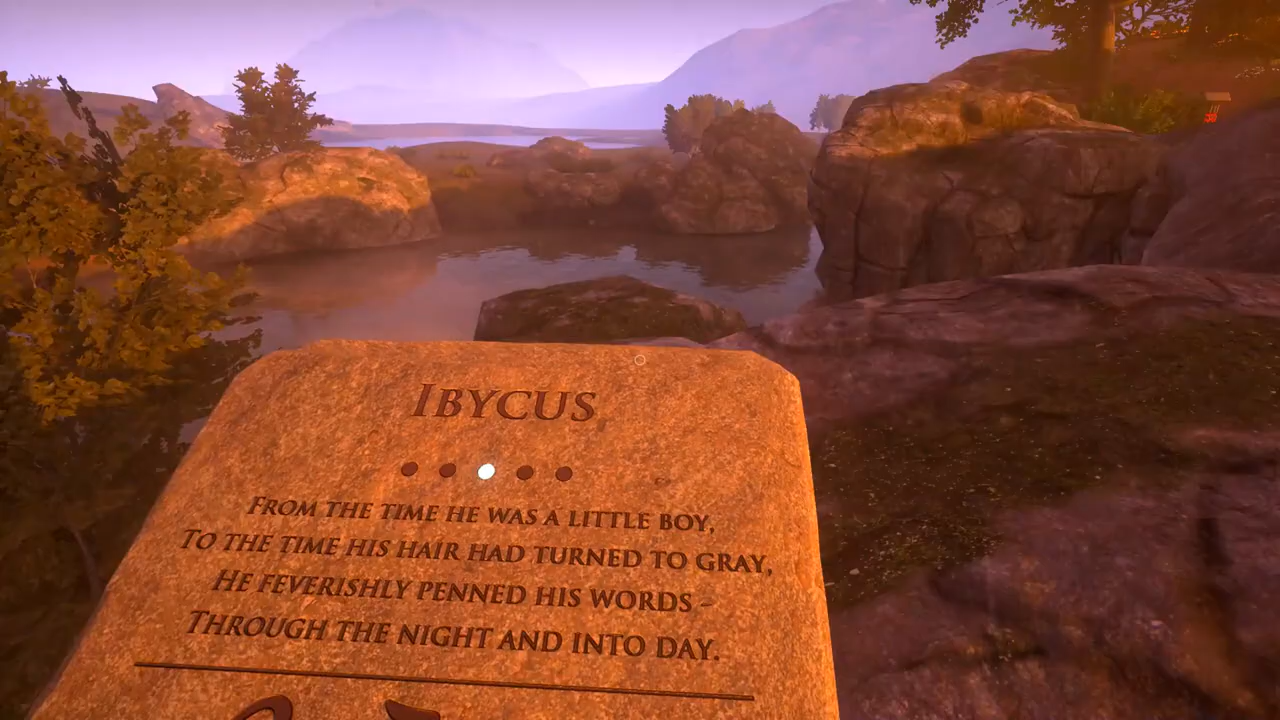 Ibycus
From the time he was a little boy,
To the time his hair had turned to gray,
He feverishly penned his words -
Through the night and into day.